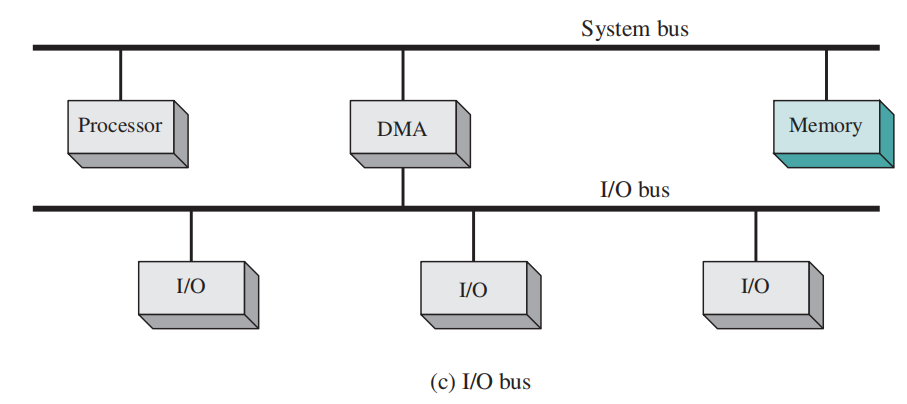 System bus
Processor
DMA
Memory
I/O bus
I/O
I/O
I/O
(c) I/O bus